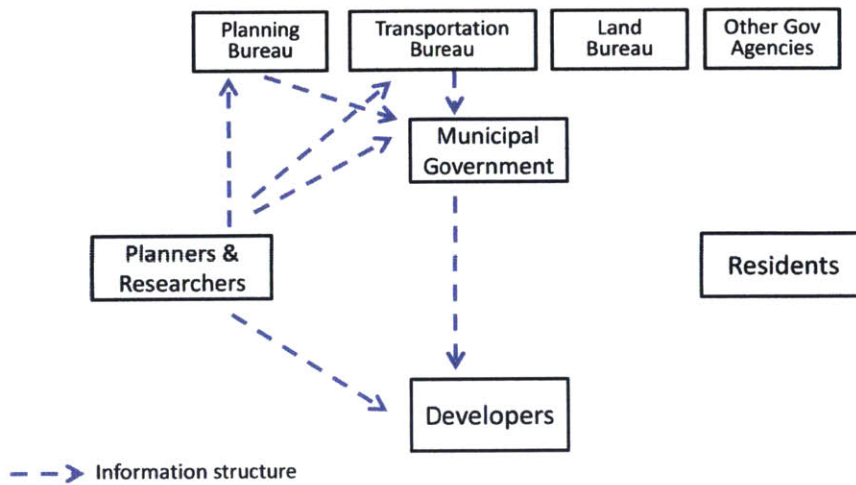 Planning
Bureau
Transportation
Bureau
Land
Bureau
Other Gov
Agencies
Municipal
Government
Planners &
Researchers
Residents
Developers
Information structure